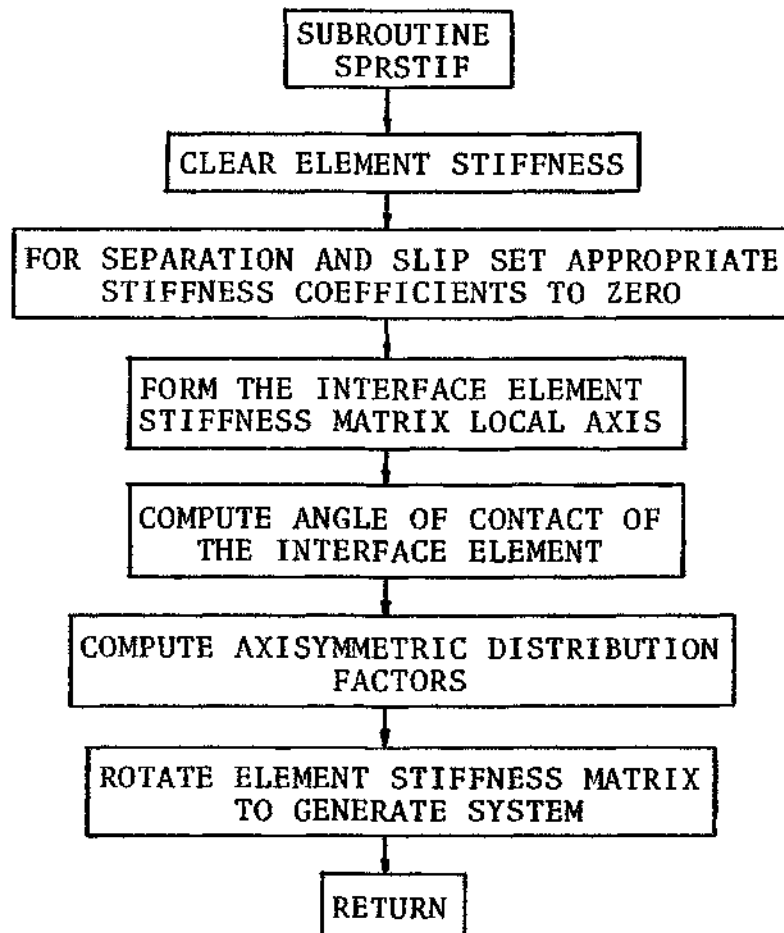 SUBROUTINE
SPRSTIF
CLEAR ELEMENT STIFFNESS
FOR SEPARATION AND SLIP SET APPROPRIATE
STIFFNESS COEFFICIENTS TO ZERO
FORM THE INTERFACE ELEMENT
STIFFNESS MATRIX LOCAL AXIS
COMPUTE ANGLE OF CONTACT OF
THE INTERFACE ELEMENT
COMPUTE AXISYMMETRIC DISTRIBUTION
FACTORS
ROTATE ELEMENT STIFFNESS MATRIX
TO GENERATE SYSTEM
RETURN